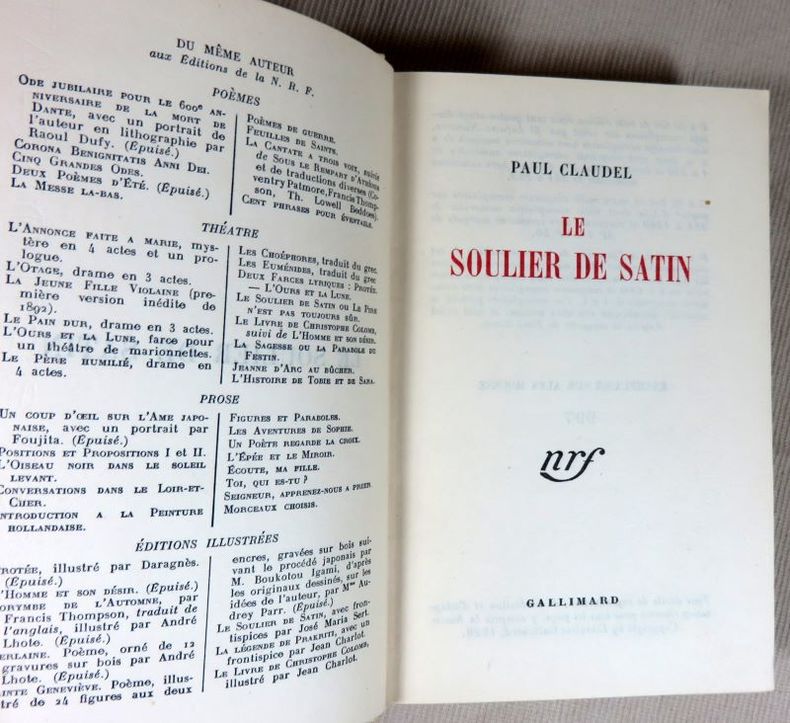 DU MÊME AUTEUR
aux Éditions de la N. R. F.
POÈMES
ODE JUBILAIRE POUR LE 600e AN-
NIVERSAIRE DE LA MORT DE
DANTE, avec un portrait de
l'auteur en lithographie par
Raoul Dufy. (Épuisé.)
CORONA BENIGNITATIS ANNI DEI.
CINQ GRANDES ODES.
DEUX POÈMES D'ÉTÉ. (Épuisé.)
LA MESSE LA-BAS.
POÈMES DE GUERRE.
FEUILLES DE SAINTS.
LA CANTATE A TROIS VOIX, suivie
de SOUS LE REMPART D'ATHÈNES
et de traductions diverses (Co-
ventry Patmore, Francis Thomp-
son, Th. Lowell Beddoes).
CENT PHRASES POUR ÉVENTAILS.
THÉATRE
L'ANNONCE FAITE A MARIE, mys-
tère en 4 actes et un pro-
logue.
L'OTAGE, drame en 3 actes.
LA JEUNE FILLE VIOLAINE (pre-
mière version inédite de
1892).
LE PAIN DUR, drame en 3 actes.
L'OURS ET LA LUNE, farce pour
un théâtre de marionnettes.
LE PÈRE HUMILIÉ, drame en
4 actes.
LES CHOÉPHORES, traduit du grec.
LES EUMÉNIDES, traduit du grec.
DEUX FARCES LYRIQUES : PROTÉE.
— L'OURS ET LA LUNE.
LE SOULIER DE SATIN OU LE PIRE
N'EST PAS TOUJOURS SÛR.
LE LIVRE DE CHRISTOPHE COLOMB,
suivi de L'HOMME ET SON DÉSIR.
LA SAGESSE OU LA PARABOLE DU
FESTIN.
JEANNE D'ARC AU BÛCHER.
L'HISTOIRE DE TOBIE ET DE SARA.
PROSE
UN COUP D'ŒIL SUR L'AME JAPO-
NAISE, avec un portrait par
Foujita. (Épuisé.)
POSITIONS ET PROPOSITIONS I et II.
L'OISEAU NOIR DANS LE SOLEIL
LEVANT.
CONVERSATIONS DANS LE LOIR-ET-
CHER.
INTRODUCTION A LA PEINTURE
HOLLANDAISE.
FIGURES ET PARABOLES.
LES AVENTURES DE SOPHIE.
UN POÈTE REGARDE LA CROIX.
L'ÉPÉE ET LE MIROIR.
ÉCOUTE, MA FILLE.
TOI, QUI ES-TU ?
SEIGNEUR, APPRENEZ-NOUS A PRIER.
MORCEAUX CHOISIS.
ÉDITIONS ILLUSTRÉES
ROTÉE, illustré par Daragnès.
(Épuisé.)
'HOMME ET SON DÉSIR. (Épuisé.)
ORYMBE DE L'AUTOMNE, par
Francis Thompson, traduit de
l'anglais, illustré par André
Lhote. (Épuisé.)
ERLAINE. Poème, orné de 12
gravures sur bois par André
Lhote. (Épuisé.)
INTE GENEVIÈVE. Poème, illus-
tré de 24 figures aux deux
encres, gravées sur bois sui-
vant le procédé japonais par
M. Boukotou Igami, d'après
les originaux dessinés, sur les
idées de l'auteur, par Mme Au-
drey Parr. (Épuisé.)
LE SOULIER DE SATIN, avec fron-
tispices par José Maria Sert.
LA LÉGENDE DE PRAKRITI, avec un
frontispice par Jean Charlot.
LE LIVRE DE CHRISTOPHE COLOMB,
illustré par Jean Charlot.
PAUL CLAUDEL
LE
SOULIER DE SATIN
nrf
GALLIMARD